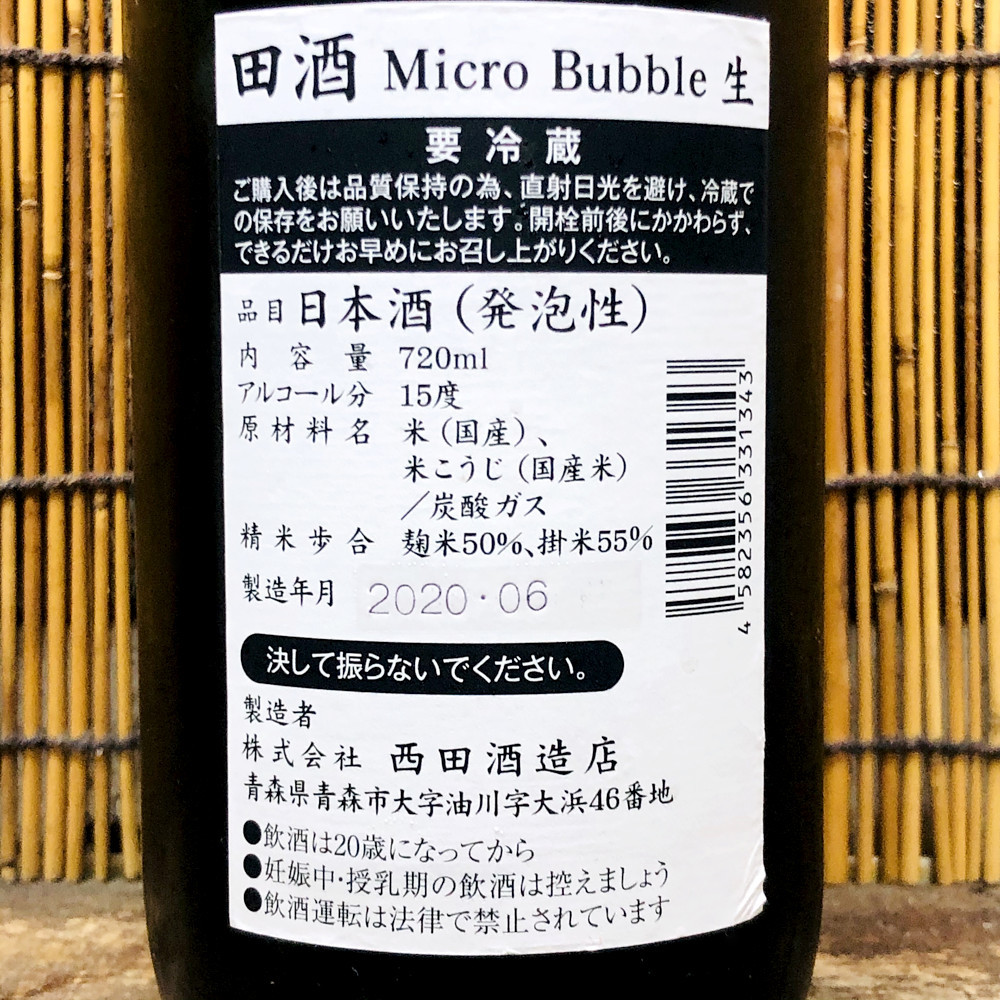 田酒 Micro Bubble 生
要冷蔵
ご購入後は品質保持の為、直射日光を避け、冷蔵で
の保存をお願いいたします。開栓前後にかかわらず、
できるだけお早めにお召し上がりください。
品目 日本酒(発泡性)
内容量 720ml
アルコール分 15度
原材料名 米(国産)、
米こうじ(国産米)
/炭酸ガス
精米歩合 麹米50%、掛米55%
製造年月 2020・06
決して振らないでください。
製造者
株式会社 西田酒造店
青森県青森市大字油川字大浜46番地
●飲酒は20歳になってから
●妊娠中・授乳期の飲酒は控えましょう
●飲酒運転は法律で禁止されています
4 582356 331343